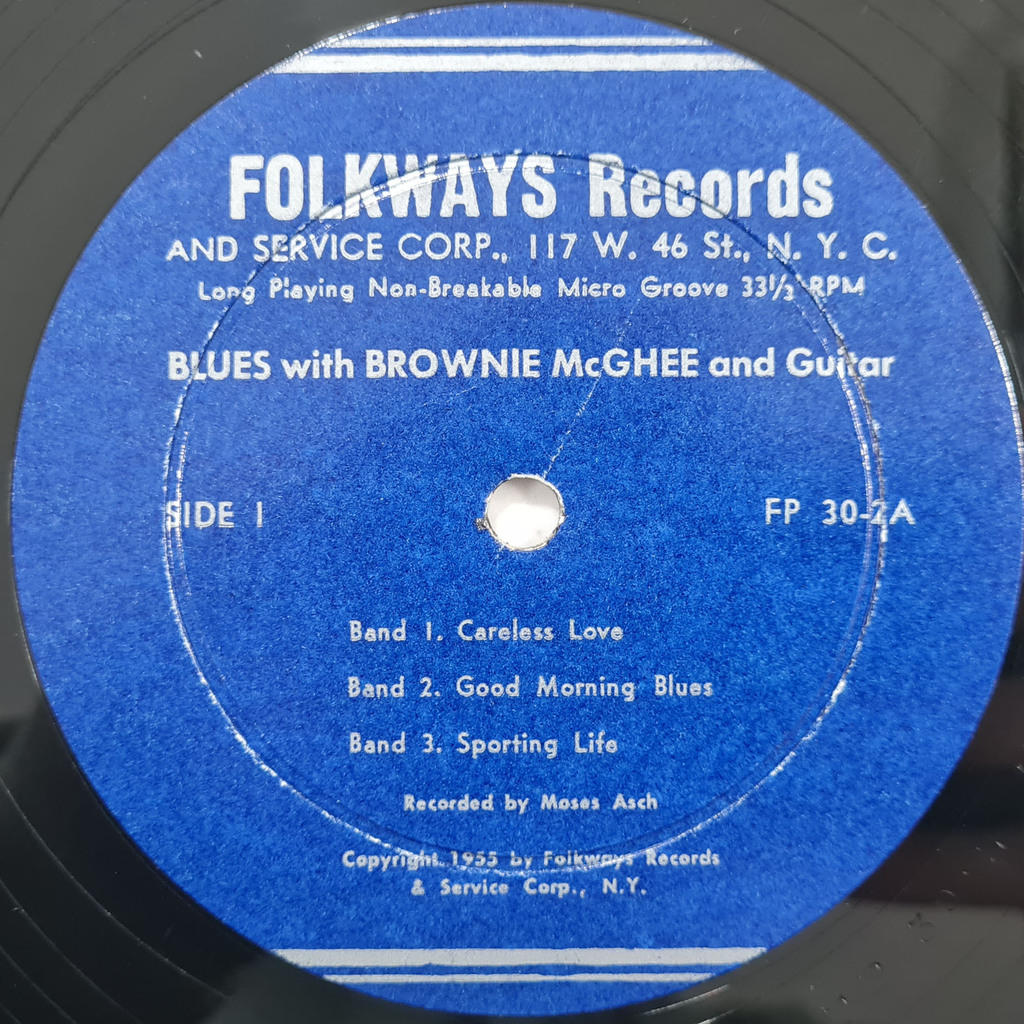 FOLKWAYS Records
AND SERVICE CORP., 117 W. 46 St., N. Y. C.
Long Playing Non-Breakable Micro Groove 33⅓ RPM
BLUES with BROWNIE McGHEE and Guitar
SIDE 1 FP 30-2A
Band 1. Careless Love
Band 2. Good Morning Blues
Band 3. Sporting Life
Recorded by Moses Asch
Copyright 1955 by Folkways Records
& Service Corp., N.Y.